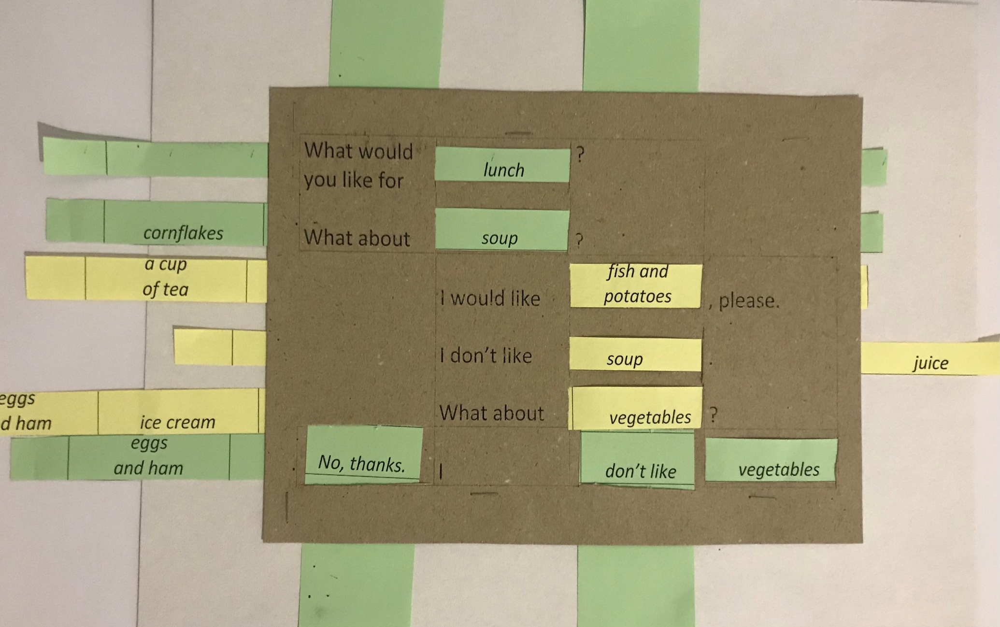 What would
you like for
lunch
?
cornflakes
What about
soup
?
a cup
of tea
fish and
potatoes
I would like
, please.
I don't like
soup
.
juice
eggs
d ham
ice cream
What about
vegetables
?
eggs
and ham
No, thanks.
I
don't like
vegetables